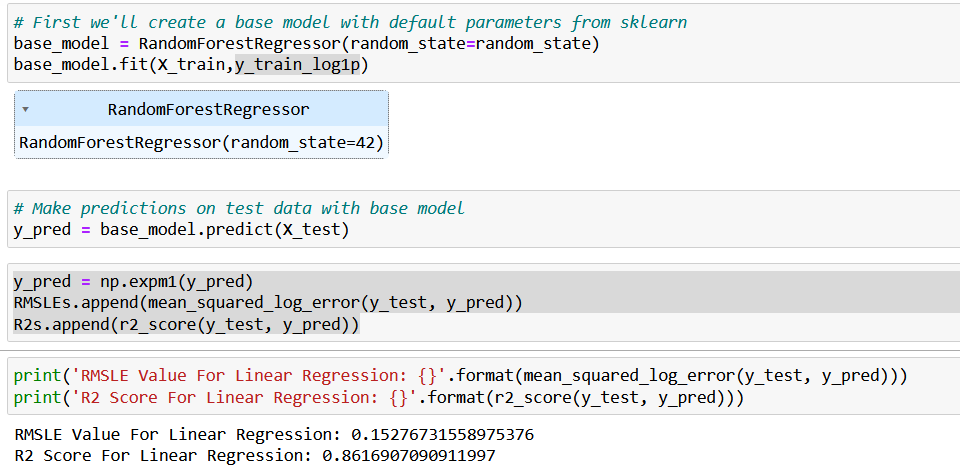 # First we'll create a base model with default parameters from sklearn
base_model = RandomForestRegressor(random_state=random_state)
base_model.fit(X_train,y_train_log1p)
RandomForestRegressor
RandomForestRegressor(random_state=42)
# Make predictions on test data with base model
y_pred = base_model.predict(X_test)
y_pred = np.expm1(y_pred)
RMSLEs.append(mean_squared_log_error(y_test, y_pred))
R2s.append(r2_score(y_test, y_pred))
print('RMSLE Value For Linear Regression: {}'.format(mean_squared_log_error(y_test, y_pred)))
print('R2 Score For Linear Regression: {}'.format(r2_score(y_test, y_pred)))
RMSLE Value For Linear Regression: 0.15276731558975376
R2 Score For Linear Regression: 0.8616907090911997